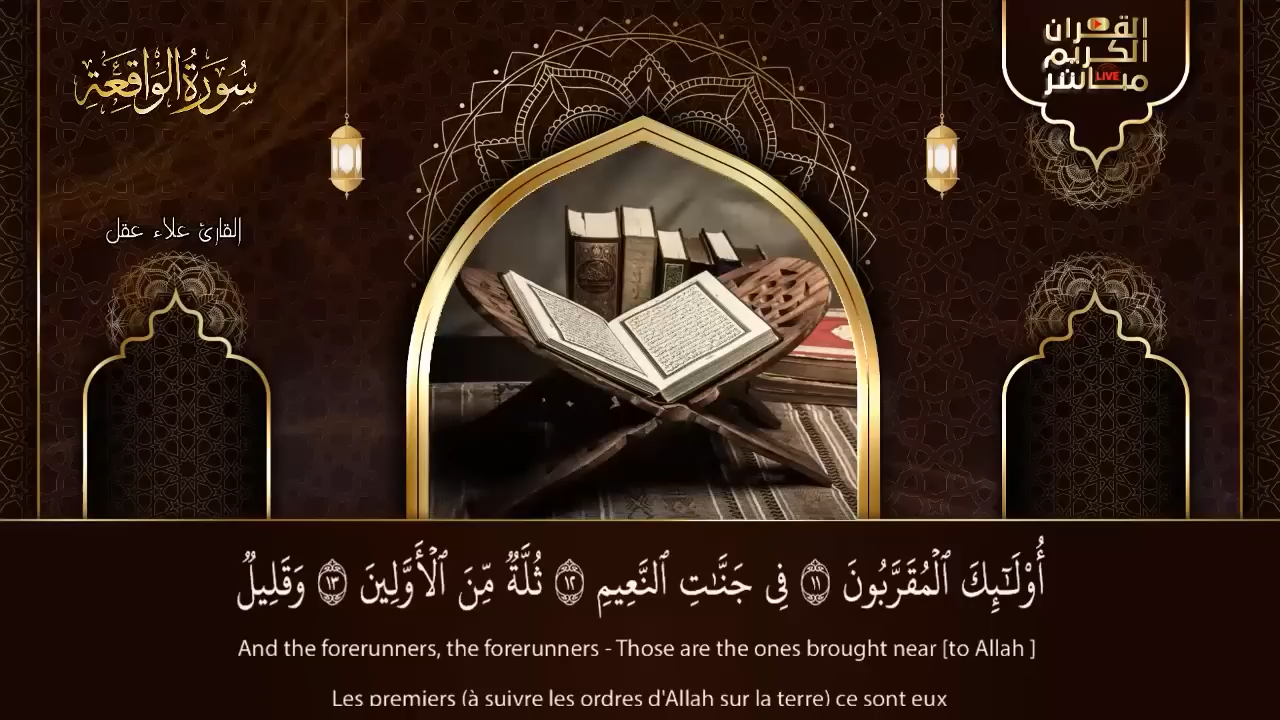 سُورَةُ الوَاقِعَةِ
القرآن
الكريم
مباشر
LIVE
القارئ علاء عقل
أُو۟لَـٰٓئِكَ ٱلْمُقَرَّبُونَ ١١ فِى جَنَّـٰتِ ٱلنَّعِيمِ ١٢ ثُلَّةٌ مِّنَ ٱلْأَوَّلِينَ ١٣ وَقَلِيلٌ
And the forerunners, the forerunners - Those are the ones brought near [to Allah ]
Les premiers (à suivre les ordres d'Allah sur la terre) ce sont eux